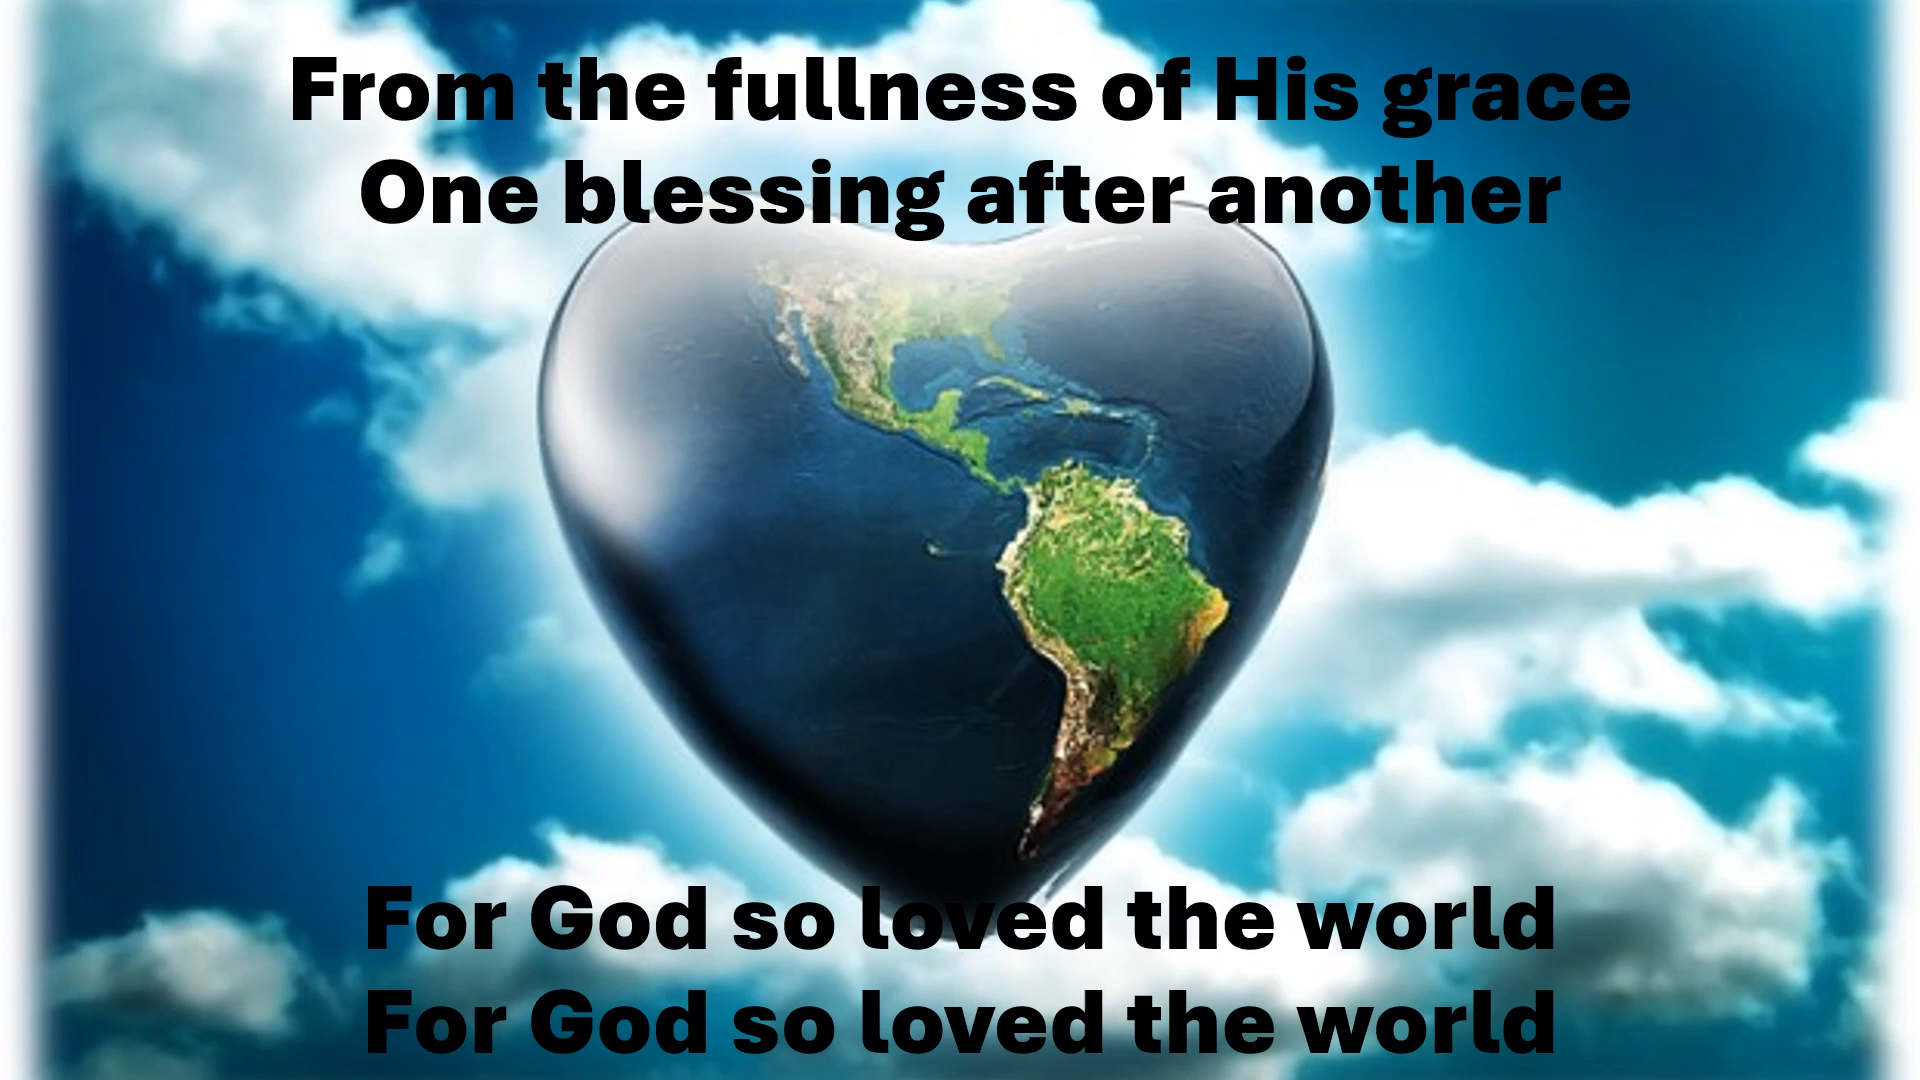 From the fullness of His grace
One blessing after another
For God so loved the world
For God so loved the world